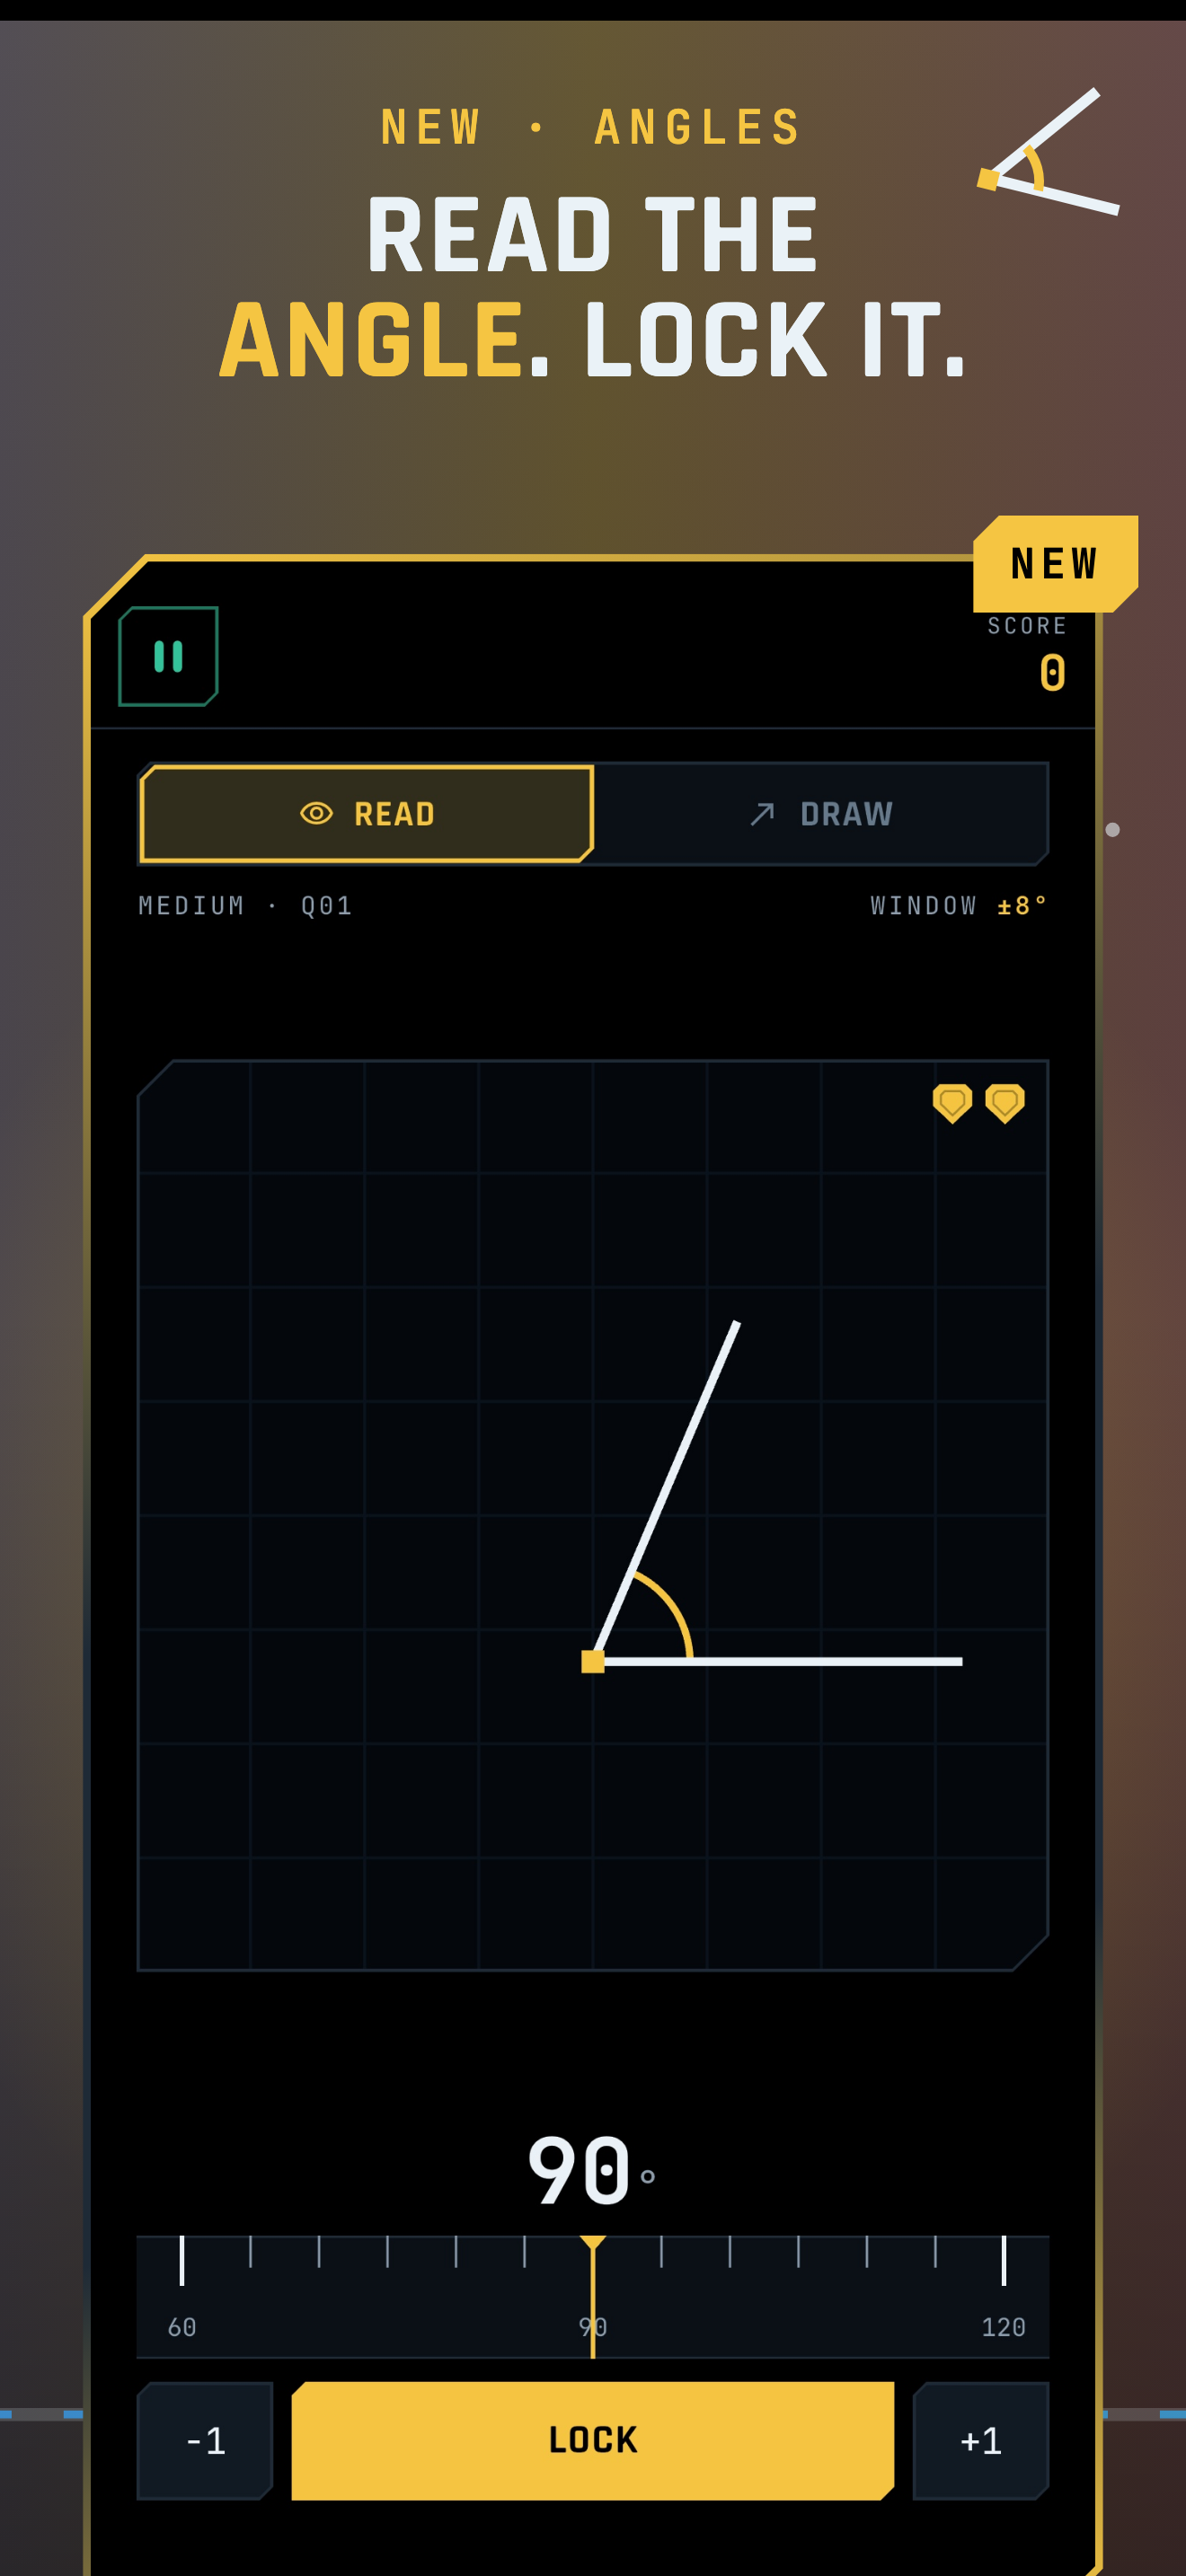 NEW · ANGLES
READ THE
ANGLE. LOCK IT.
NEW
SCORE
0
READ
DRAW
MEDIUM · Q01
WINDOW ±8°
90°
60 90 120
-1
LOCK
+1